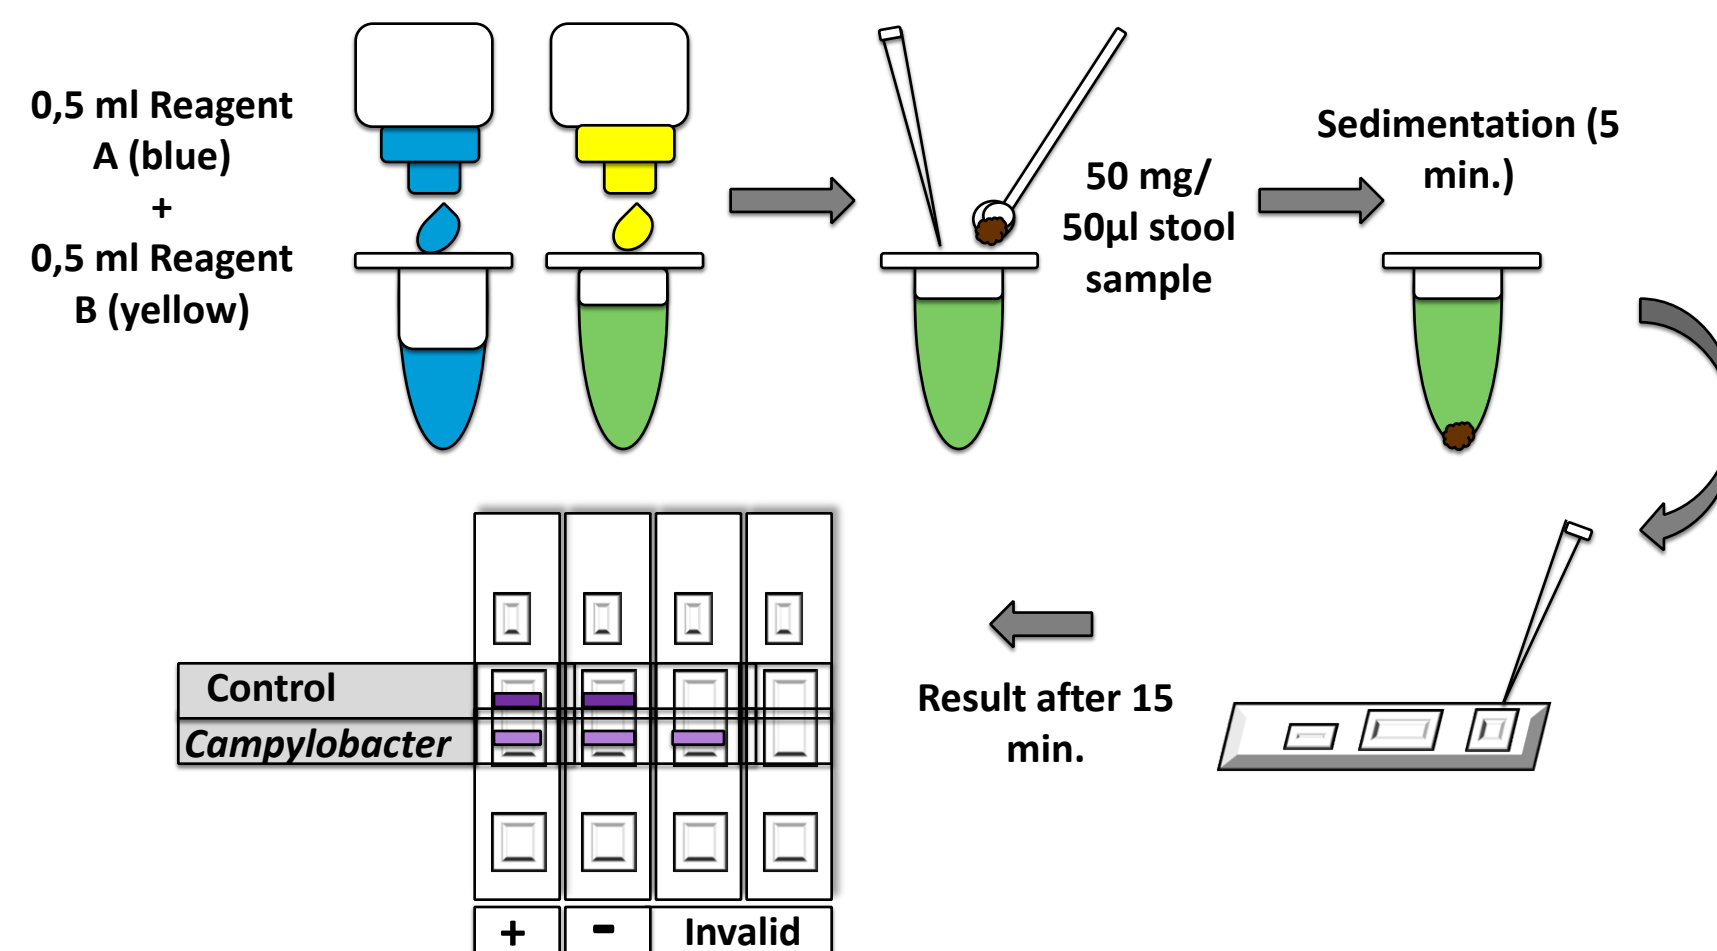 0,5 ml Reagent
A (blue)
+
0,5 ml Reagent
B (yellow)
50 mg/
50µl stool
sample
Sedimentation (5
min.)
Result after 15
min.
Control
Campylobacter
+ - Invalid